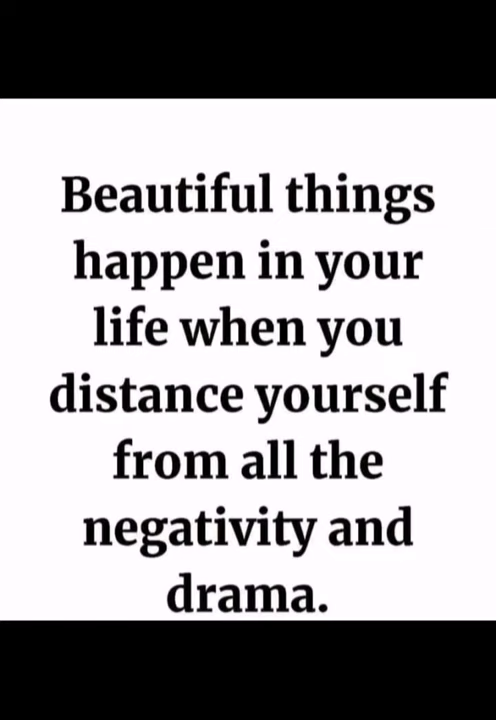 Beautiful things
happen in your
life when you
distance yourself
from all the
negativity and
drama.